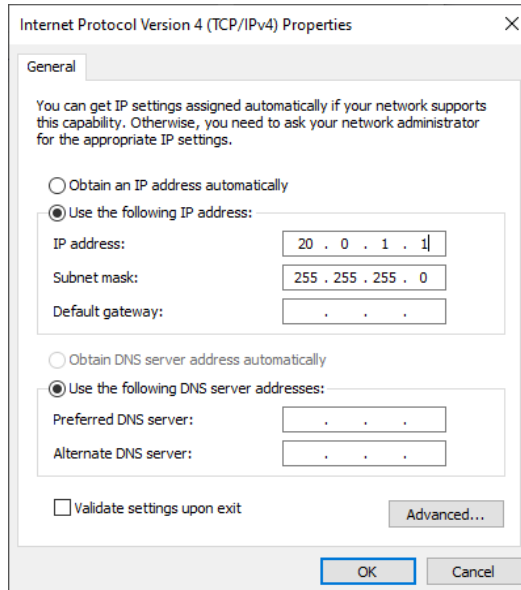 Internet Protocol Version 4 (TCP/IPv4) Properties
General
You can get IP settings assigned automatically if your network supports
this capability. Otherwise, you need to ask your network administrator
for the appropriate IP settings.
Obtain an IP address automatically
Use the following IP address:
IP address: 20 . 0 . 1 . 1
Subnet mask: 255 . 255 . 255 . 0
Default gateway: . . .
Obtain DNS server address automatically
Use the following DNS server addresses:
Preferred DNS server: . . .
Alternate DNS server: . . .
Validate settings upon exit
Advanced...
OK Cancel